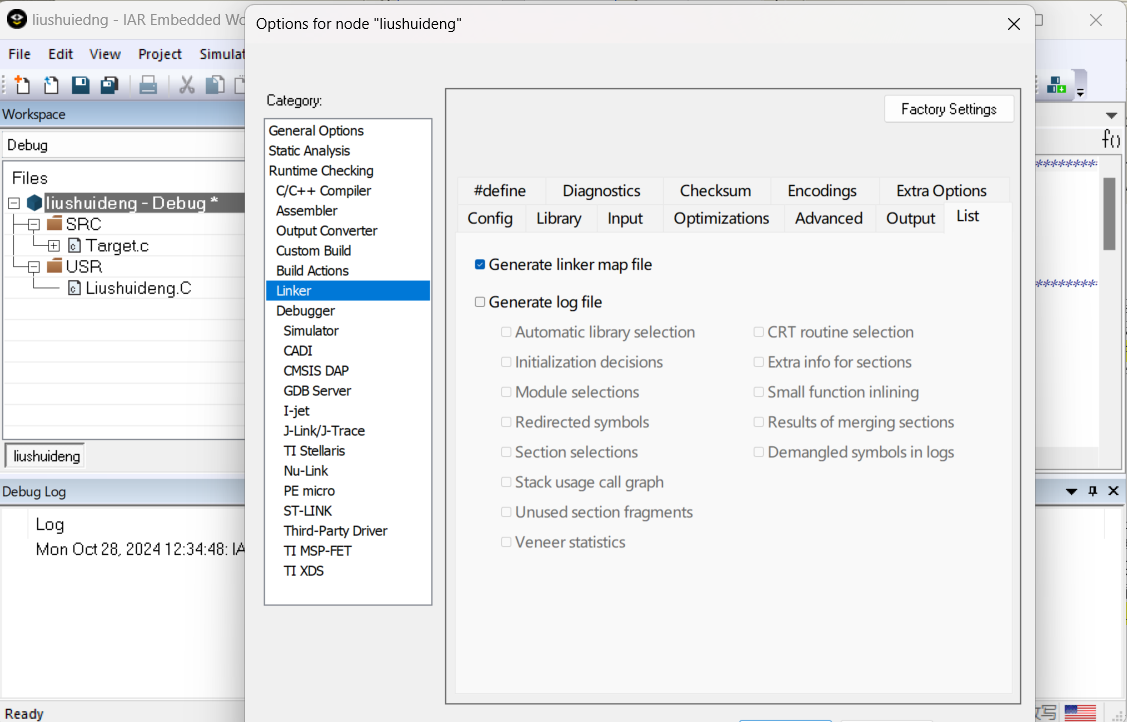 liushuiedng - IAR Embedded Wo
Options for node "liushuideng"
File Edit View Project Simulat
Workspace
Debug
Files
liushuideng - Debug *
SRC
Target.c
USR
Liushuideng.C
liushuideng
Debug Log
Log
Mon Oct 28, 2024 12:34:48: IA
Ready
Category:
General Options
Static Analysis
Runtime Checking
C/C++ Compiler
Assembler
Output Converter
Custom Build
Build Actions
Linker
Debugger
Simulator
CADI
CMSIS DAP
GDB Server
I-jet
J-Link/J-Trace
TI Stellaris
Nu-Link
PE micro
ST-LINK
Third-Party Driver
TI MSP-FET
TI XDS
Factory Settings
#define Diagnostics Checksum Encodings Extra Options
Config Library Input Optimizations Advanced Output List
Generate linker map file
Generate log file
Automatic library selection CRT routine selection
Initialization decisions Extra info for sections
Module selections Small function inlining
Redirected symbols Results of merging sections
Section selections Demangled symbols in logs
Stack usage call graph
Unused section fragments
Veneer statistics
f()
*********
*********